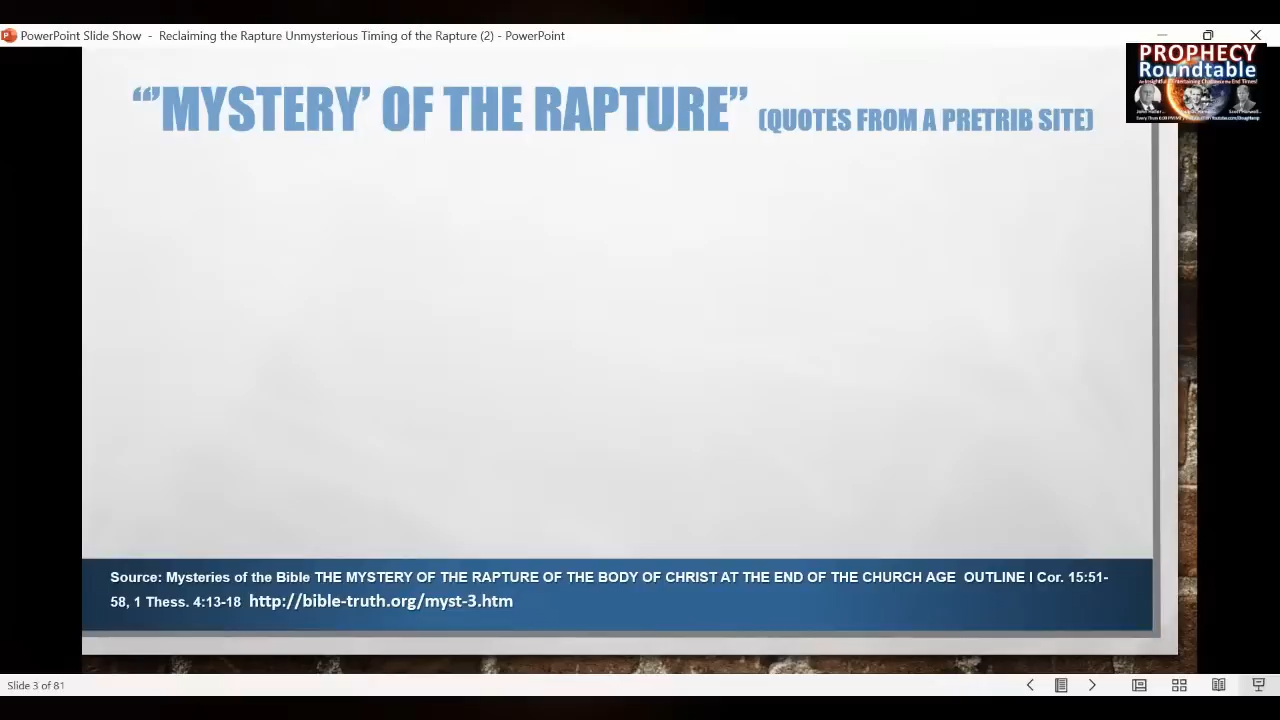 PowerPoint Slide Show - Reclaiming the Rapture Unmysterious Timing of the Rapture (2) - PowerPoint
PROPHECY
Roundtable
“‘MYSTERY’ OF THE RAPTURE” (QUOTES FROM A PRETRIB SITE)
Source: Mysteries of the Bible THE MYSTERY OF THE RAPTURE OF THE BODY OF CHRIST AT THE END OF THE CHURCH AGE OUTLINE I Cor. 15:51-
58, 1 Thess. 4:13-18 http://bible-truth.org/myst-3.htm
Slide 3 of 81